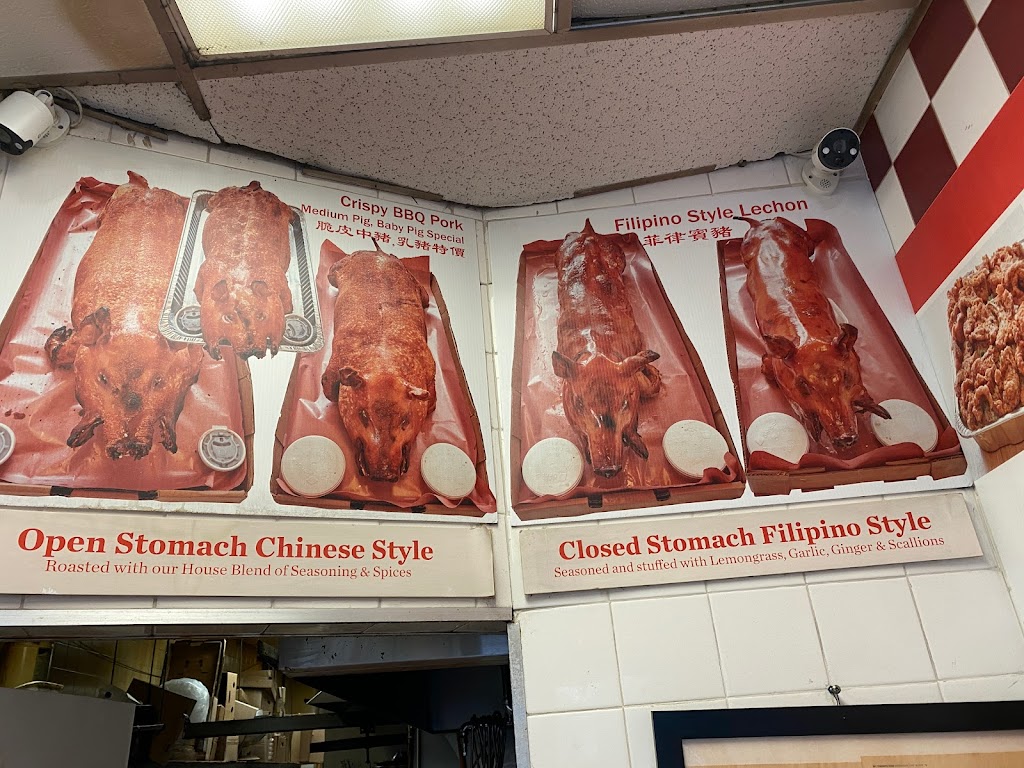 Crispy BBQ Pork
Medium Pig, Baby Pig Special
脆皮中豬,乳豬特價
Open Stomach Chinese Style
Roasted with our House Blend of Seasoning & Spices
Filipino Style Lechon
菲律賓豬
Closed Stomach Filipino Style
Seasoned and stuffed with Lemongrass, Garlic, Ginger & Scallions